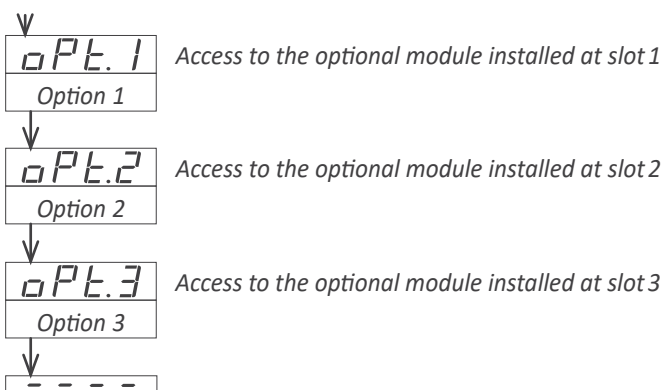 oPt.1 Access to the optional module installed at slot 1
Option 1
oPt.2 Access to the optional module installed at slot 2
Option 2
oPt.3 Access to the optional module installed at slot 3
Option 3